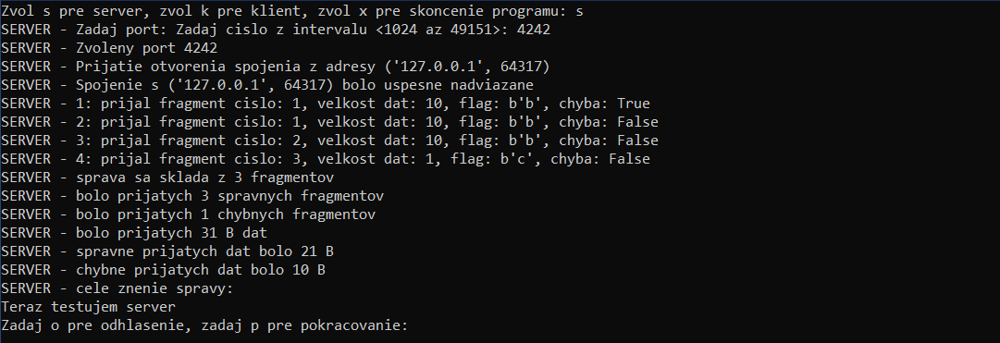 Zvol s pre server, zvol k pre klient, zvol x pre skoncenie programu: s
SERVER - Zadaj port: Zadaj cislo z intervalu <1024 az 49151>: 4242
SERVER - Zvoleny port 4242
SERVER - Prijatie otvorenia spojenia z adresy ('127.0.0.1', 64317)
SERVER - Spojenie s ('127.0.0.1', 64317) bolo uspesne nadviazane
SERVER - 1: prijal fragment cislo: 1, velkost dat: 10, flag: b'b', chyba: True
SERVER - 2: prijal fragment cislo: 1, velkost dat: 10, flag: b'b', chyba: False
SERVER - 3: prijal fragment cislo: 2, velkost dat: 10, flag: b'b', chyba: False
SERVER - 4: prijal fragment cislo: 3, velkost dat: 1, flag: b'c', chyba: False
SERVER - sprava sa sklada z 3 fragmentov
SERVER - bolo prijatych 3 spravnych fragmentov
SERVER - bolo prijatych 1 chybnych fragmentov
SERVER - bolo prijatych 31 B dat
SERVER - spravne prijatych dat bolo 21 B
SERVER - chybne prijatych dat bolo 10 B
SERVER - cele znenie spravy:
Teraz testujem server
Zadaj o pre odhlasenie, zadaj p pre pokracovanie: